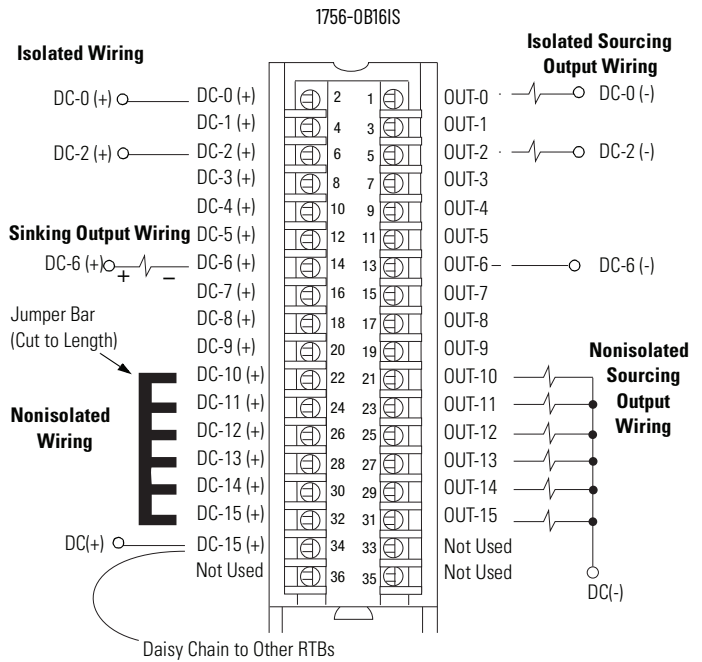 1756-OB16IS
Isolated Wiring
Isolated Sourcing
Output Wiring
DC-0 (+) DC-0 (+) 2 1 OUT-0 DC-0 (-)
DC-1 (+) 4 3 OUT-1
DC-2 (+) DC-2 (+) 6 5 OUT-2 DC-2 (-)
DC-3 (+) 8 7 OUT-3
DC-4 (+) 10 9 OUT-4
Sinking Output Wiring DC-5 (+) 12 11 OUT-5
DC-6 (+) + – DC-6 (+) 14 13 OUT-6 DC-6 (-)
DC-7 (+) 16 15 OUT-7
Jumper Bar
(Cut to Length)
DC-8 (+) 18 17 OUT-8
DC-9 (+) 20 19 OUT-9
Nonisolated
Sourcing
Output
Wiring
DC-10 (+) 22 21 OUT-10
DC-11 (+) 24 23 OUT-11
Nonisolated
Wiring
DC-12 (+) 26 25 OUT-12
DC-13 (+) 28 27 OUT-13
DC-14 (+) 30 29 OUT-14
DC-15 (+) 32 31 OUT-15
DC(+) DC-15 (+) 34 33 Not Used
Not Used 36 35 Not Used
DC(-)
Daisy Chain to Other RTBs